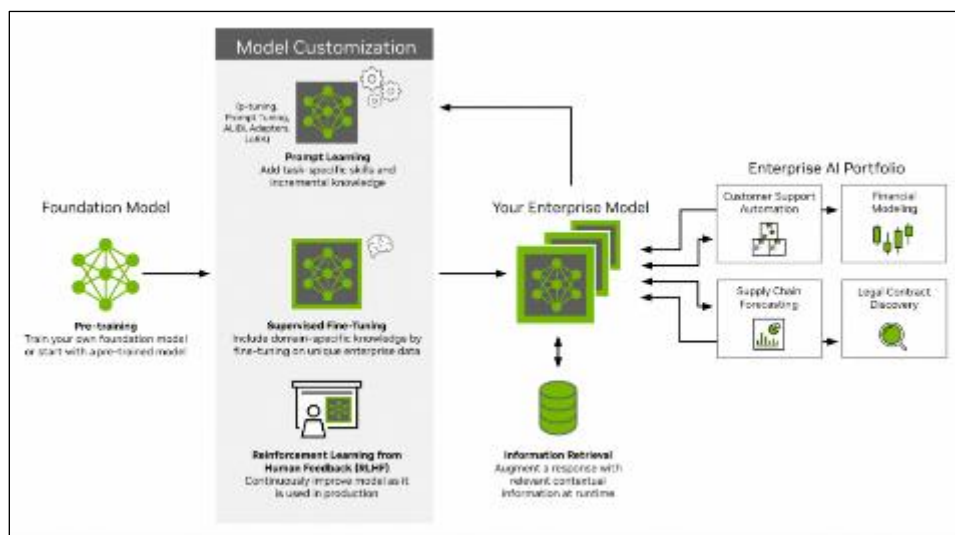 Model Customization
(p-tuning,
Prompt Tuning,
ALiBi, Adapters,
LoRA)
Prompt Learning
Add task-specific skills and
incremental knowledge
Foundation Model
Pre-training
Train your own foundation model
or start with a pre-trained model
Supervised Fine-Tuning
Include domain-specific knowledge by
fine-tuning on unique enterprise data
Reinforcement Learning from
Human Feedback (RLHF)
Continuously improve model as it
is used in production
Your Enterprise Model
Information Retrieval
Augment a response with
relevant contextual
information at runtime
Enterprise AI Portfolio
Customer Support
Automation
Financial
Modeling
Supply Chain
Forecasting
Legal Contract
Discovery